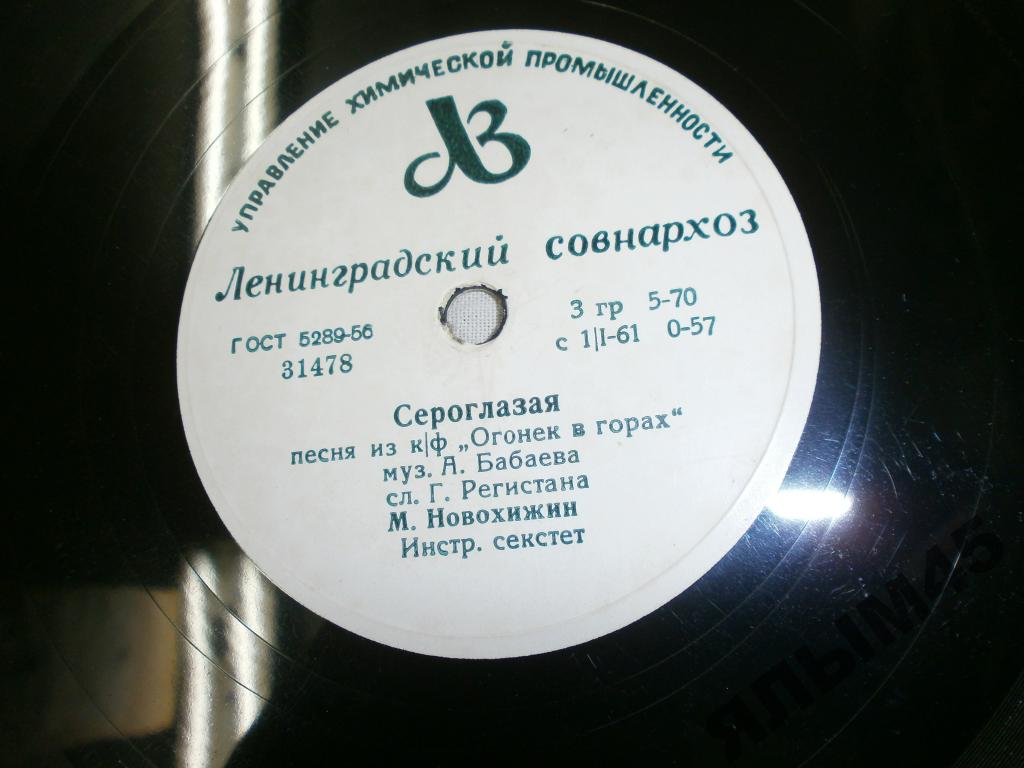 УПРАВЛЕНИЕ ХИМИЧЕСКОЙ ПРОМЫШЛЕННОСТИ
ЛЗ
Ленинградский совнархоз
ГОСТ 5289-56
31478
3 гр 5-70
с 1|I-61 0-57
Сероглазая
песня из к|ф „Огонек в горах“
муз. А. Бабаева
сл. Г. Регистана
М. Новохижин
Инстр. секстет
ЯЛЫМ45